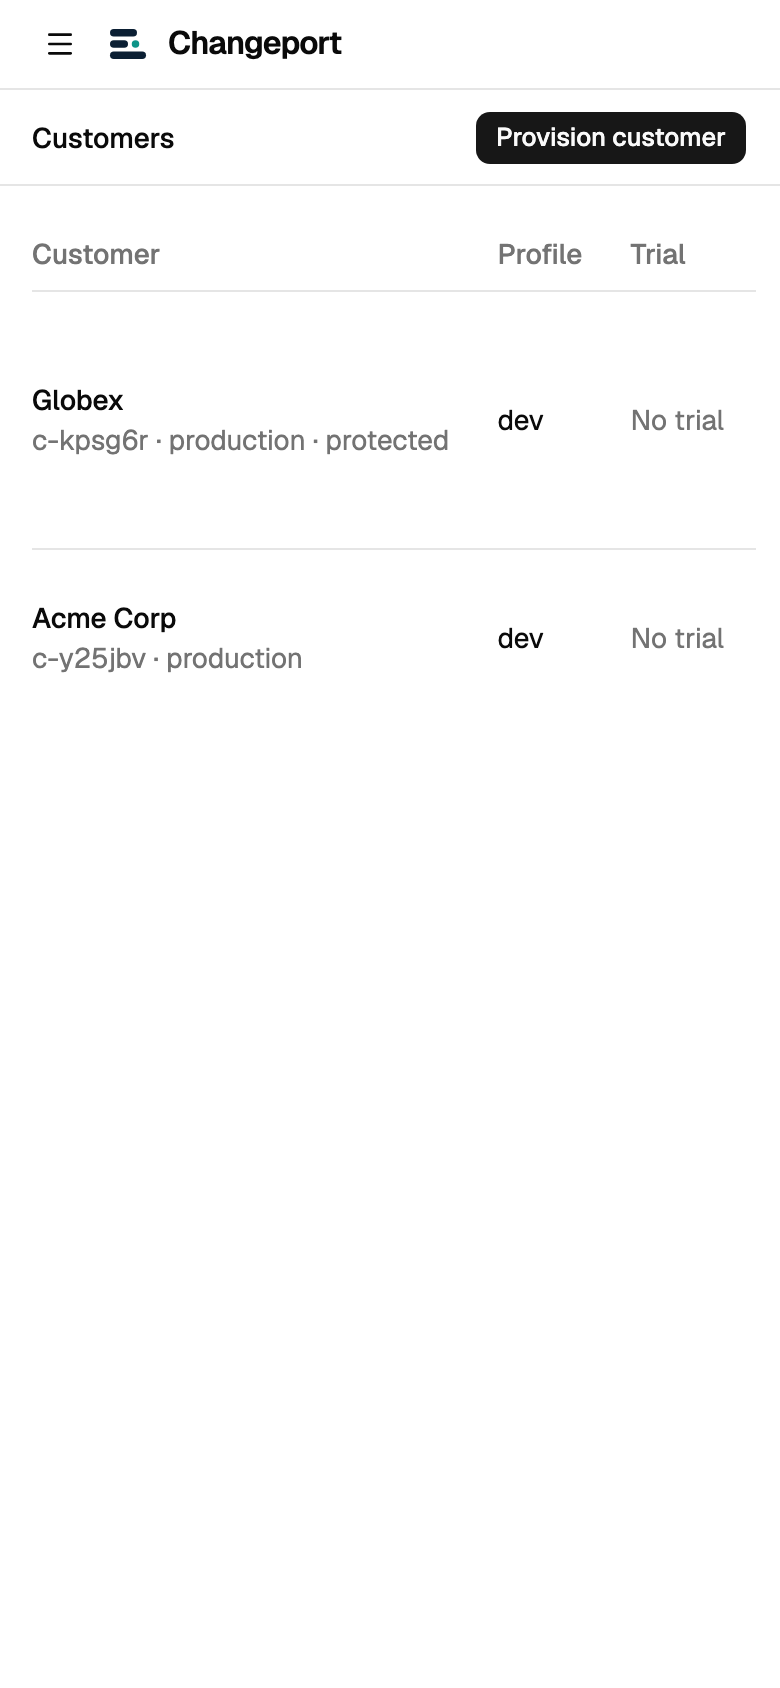 Changeport
Customers
Provision customer
Customer Profile Trial
Globex
c-kpsg6r · production · protected
dev
No trial
Acme Corp
c-y25jbv · production
dev
No trial